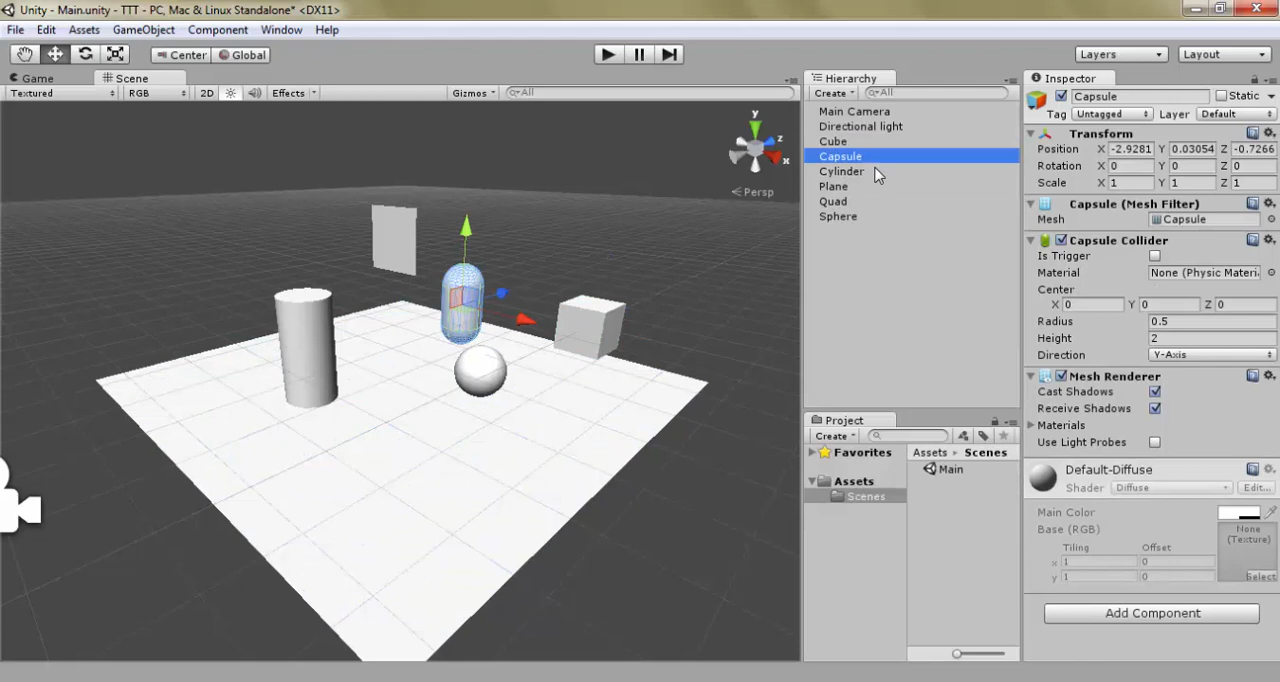 Unity - Main.unity - TTT - PC, Mac & Linux Standalone* <DX11>
File Edit Assets GameObject Component Window Help
Center Global Layers Layout
Game Scene
Textured RGB 2D Effects Gizmos All
y
z
x
Persp
Hierarchy
Create All
Main Camera
Directional light
Cube
Capsule
Cylinder
Plane
Quad
Sphere
Project
Create
Favorites
Assets
Scenes
Assets Scenes
Main
Inspector
Capsule Static
Tag Untagged Layer Default
Transform
Position X -2.9281 Y 0.03054 Z -0.7266
Rotation X 0 Y 0 Z 0
Scale X 1 Y 1 Z 1
Capsule (Mesh Filter)
Mesh Capsule
Capsule Collider
Is Trigger
Material None (Physic Materi
Center
X 0 Y 0 Z 0
Radius 0.5
Height 2
Direction Y-Axis
Mesh Renderer
Cast Shadows
Receive Shadows
Materials
Use Light Probes
Default-Diffuse
Shader Diffuse Edit...
Main Color
Base (RGB) None
(Texture)
Tiling Offset
x 1 0
y 1 0
Select
Add Component